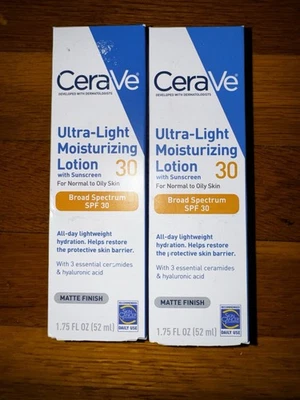 CeraVe
DEVELOPED WITH DERMATOLOGISTS
Ultra-Light
Moisturizing
Lotion 30
with Sunscreen
For Normal to Oily Skin
Broad Spectrum
SPF 30
All-day lightweight
hydration. Helps restore
the protective skin barrier.
With 3 essential ceramides
& hyaluronic acid
MATTE FINISH
DAILY USE
1.75 FL OZ (52 ml)
CeraVe
DEVELOPED WITH DERMATOLOGISTS
Ultra-Light
Moisturizing
Lotion 30
with Sunscreen
For Normal to Oily Skin
Broad Spectrum
SPF 30
All-day lightweight
hydration. Helps restore
the protective skin barrier.
With 3 essential ceramides
& hyaluronic acid
MATTE FINISH
DAILY USE
1.75 FL OZ (52 ml)